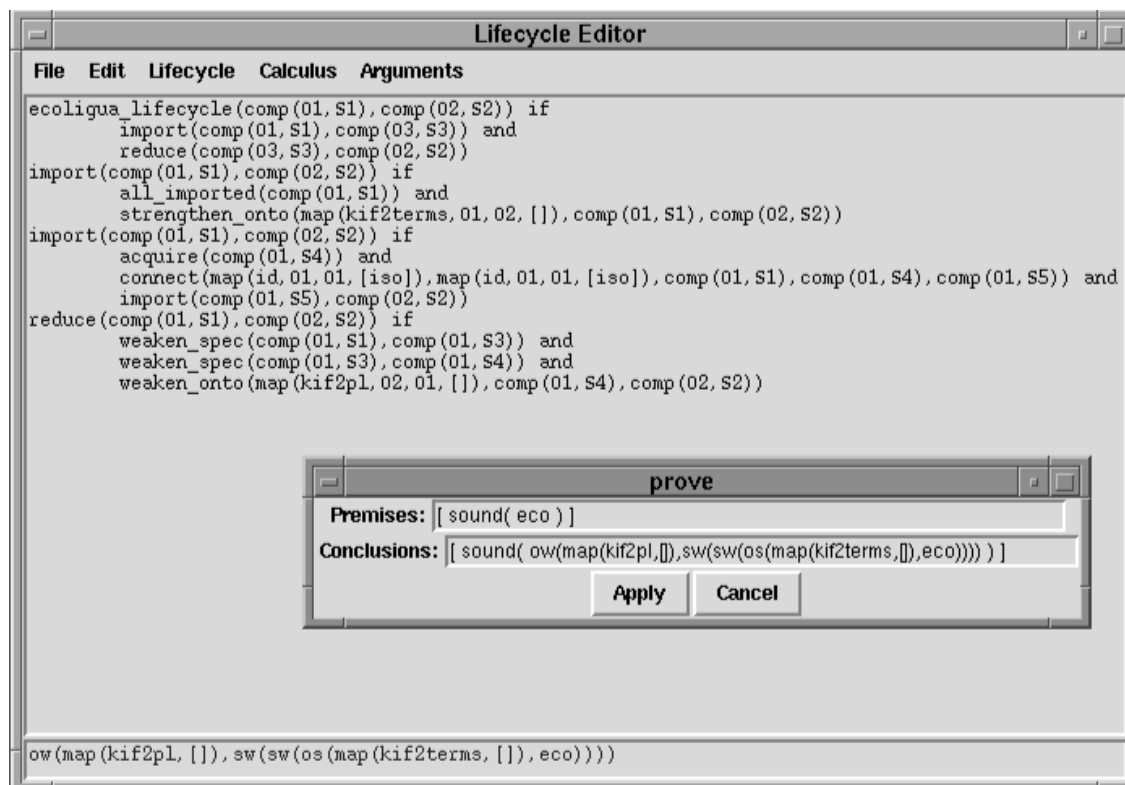 Lifecycle Editor
File Edit Lifecycle Calculus Arguments
ecoligua_lifecycle(comp(O1,S1),comp(O2,S2)) if
import(comp(O1,S1),comp(O3,S3)) and
reduce(comp(O3,S3),comp(O2,S2))
import(comp(O1,S1),comp(O2,S2)) if
all_imported(comp(O1,S1)) and
strengthen_onto(map(kif2terms,O1,O2,[]),comp(O1,S1),comp(O2,S2))
import(comp(O1,S1),comp(O2,S2)) if
acquire(comp(O1,S4)) and
connect(map(id,O1,O1,[iso]),map(id,O1,O1,[iso]),comp(O1,S1),comp(O1,S4),comp(O1,S5)) and
import(comp(O1,S5),comp(O2,S2))
reduce(comp(O1,S1),comp(O2,S2)) if
weaken_spec(comp(O1,S1),comp(O1,S3)) and
weaken_spec(comp(O1,S3),comp(O1,S4)) and
weaken_onto(map(kif2pl,O2,O1,[]),comp(O1,S4),comp(O2,S2))
prove
Premises: [ sound( eco ) ]
Conclusions: [ sound( ow(map(kif2pl,[]),sw(sw(os(map(kif2terms,[]),eco)))) ) ]
Apply Cancel
ow(map(kif2pl,[]),sw(sw(os(map(kif2terms,[]),eco))))